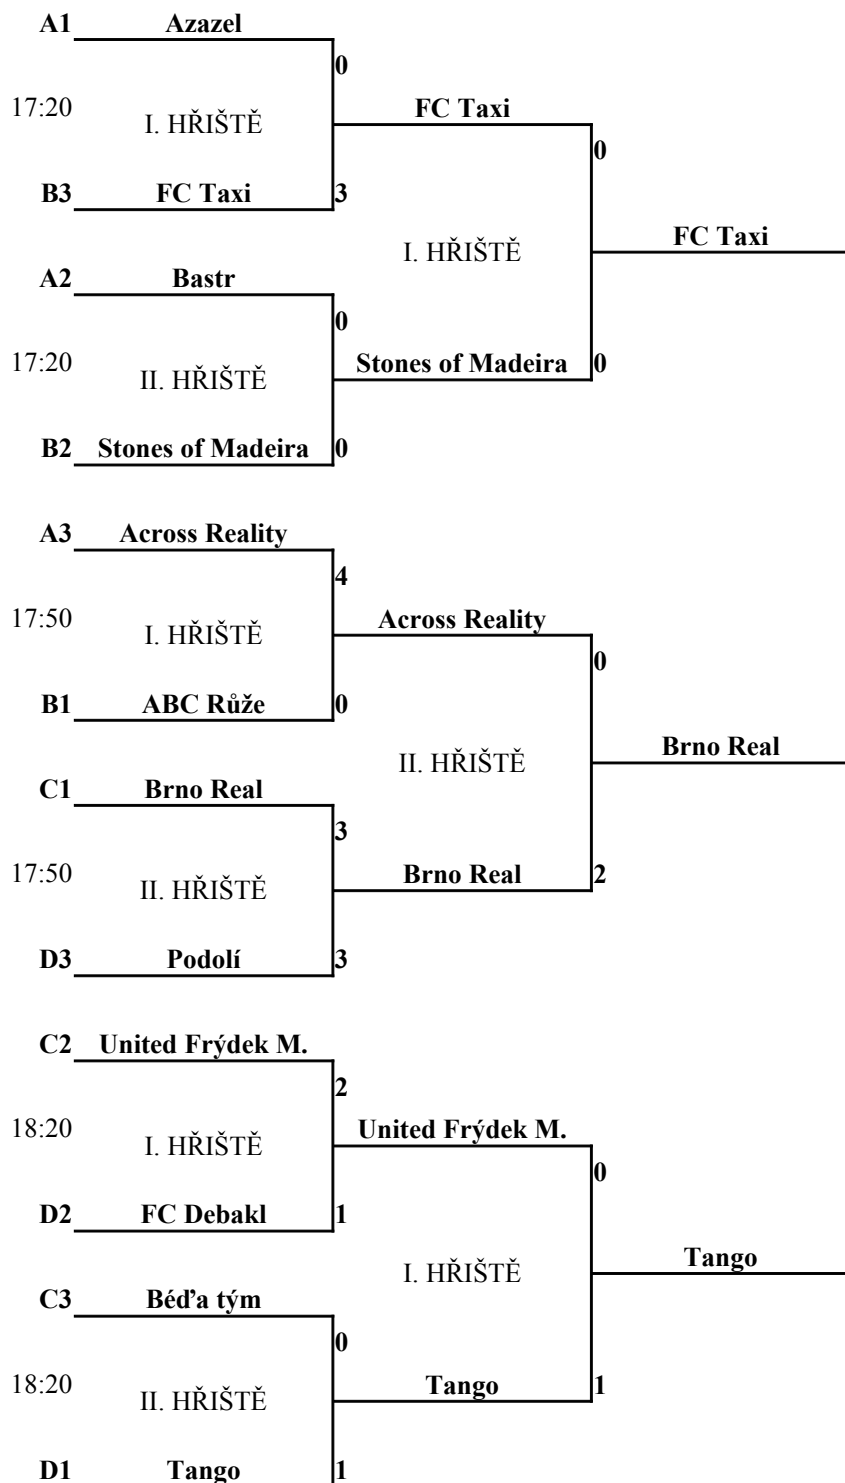 A1 Azazel
0
17:20 I. HŘIŠTĚ FC Taxi
0
B3 FC Taxi 3
I. HŘIŠTĚ FC Taxi
A2 Bastr
0
17:20 II. HŘIŠTĚ Stones of Madeira 0
B2 Stones of Madeira 0
A3 Across Reality
4
17:50 I. HŘIŠTĚ Across Reality
0
B1 ABC Růže 0
II. HŘIŠTĚ Brno Real
C1 Brno Real
3
17:50 II. HŘIŠTĚ Brno Real 2
D3 Podolí 3
C2 United Frýdek M.
2
18:20 I. HŘIŠTĚ United Frýdek M.
0
D2 FC Debakl 1
I. HŘIŠTĚ Tango
C3 Béďa tým
0
18:20 II. HŘIŠTĚ Tango 1
D1 Tango 1